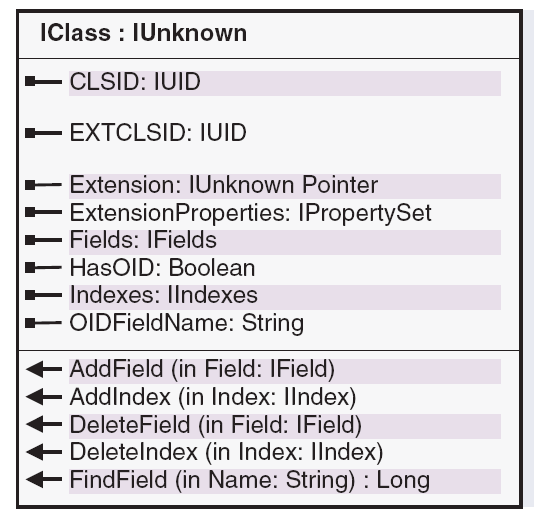 IClass : IUnknown
CLSID: IUID
EXTCLSID: IUID
Extension: IUnknown Pointer
ExtensionProperties: IPropertySet
Fields: IFields
HasOID: Boolean
Indexes: IIndexes
OIDFieldName: String
AddField (in Field: IField)
AddIndex (in Index: IIndex)
DeleteField (in Field: IField)
DeleteIndex (in Index: IIndex)
FindField (in Name: String) : Long